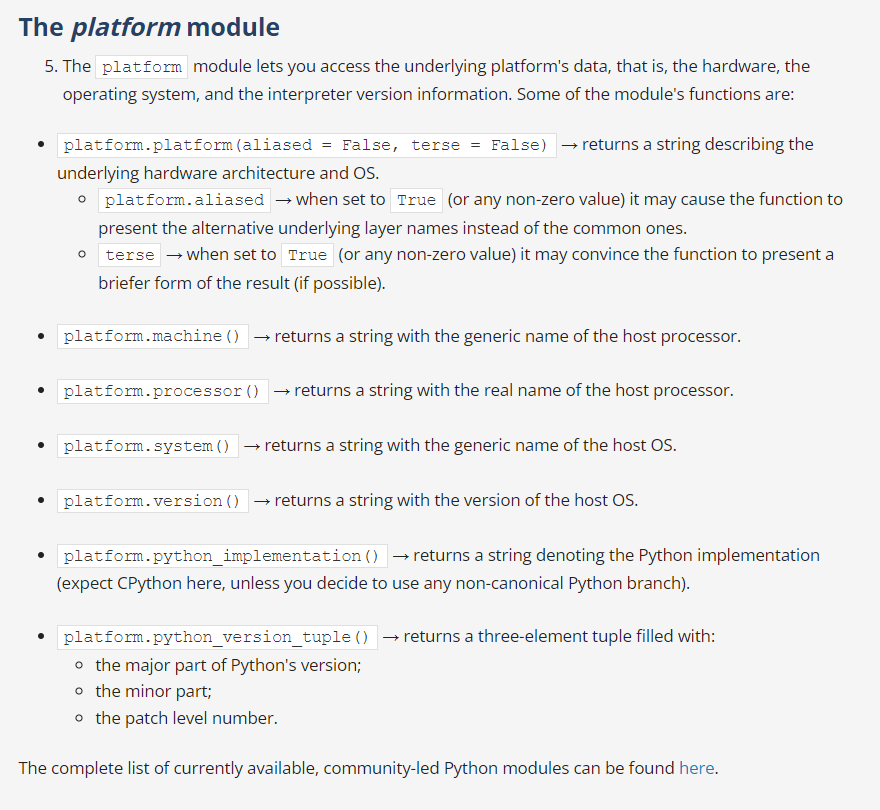 The platform module
5. The platform module lets you access the underlying platform's data, that is, the hardware, the
operating system, and the interpreter version information. Some of the module's functions are:
• platform.platform(aliased = False, terse = False) → returns a string describing the
underlying hardware architecture and OS.
◦ platform.aliased → when set to True (or any non-zero value) it may cause the function to
present the alternative underlying layer names instead of the common ones.
◦ terse → when set to True (or any non-zero value) it may convince the function to present a
briefer form of the result (if possible).
• platform.machine() → returns a string with the generic name of the host processor.
• platform.processor() → returns a string with the real name of the host processor.
• platform.system() → returns a string with the generic name of the host OS.
• platform.version() → returns a string with the version of the host OS.
• platform.python_implementation() → returns a string denoting the Python implementation
(expect CPython here, unless you decide to use any non-canonical Python branch).
• platform.python_version_tuple() → returns a three-element tuple filled with:
◦ the major part of Python's version;
◦ the minor part;
◦ the patch level number.
The complete list of currently available, community-led Python modules can be found here.